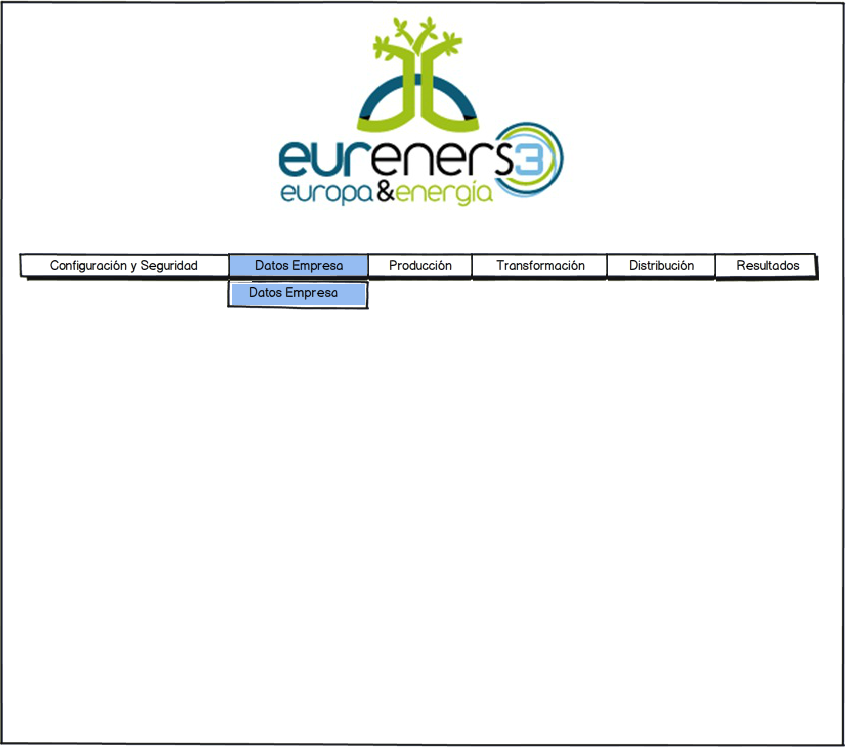 eureners3
europa&energía
Configuración y Seguridad Datos Empresa Producción Transformación Distribución Resultados
Datos Empresa